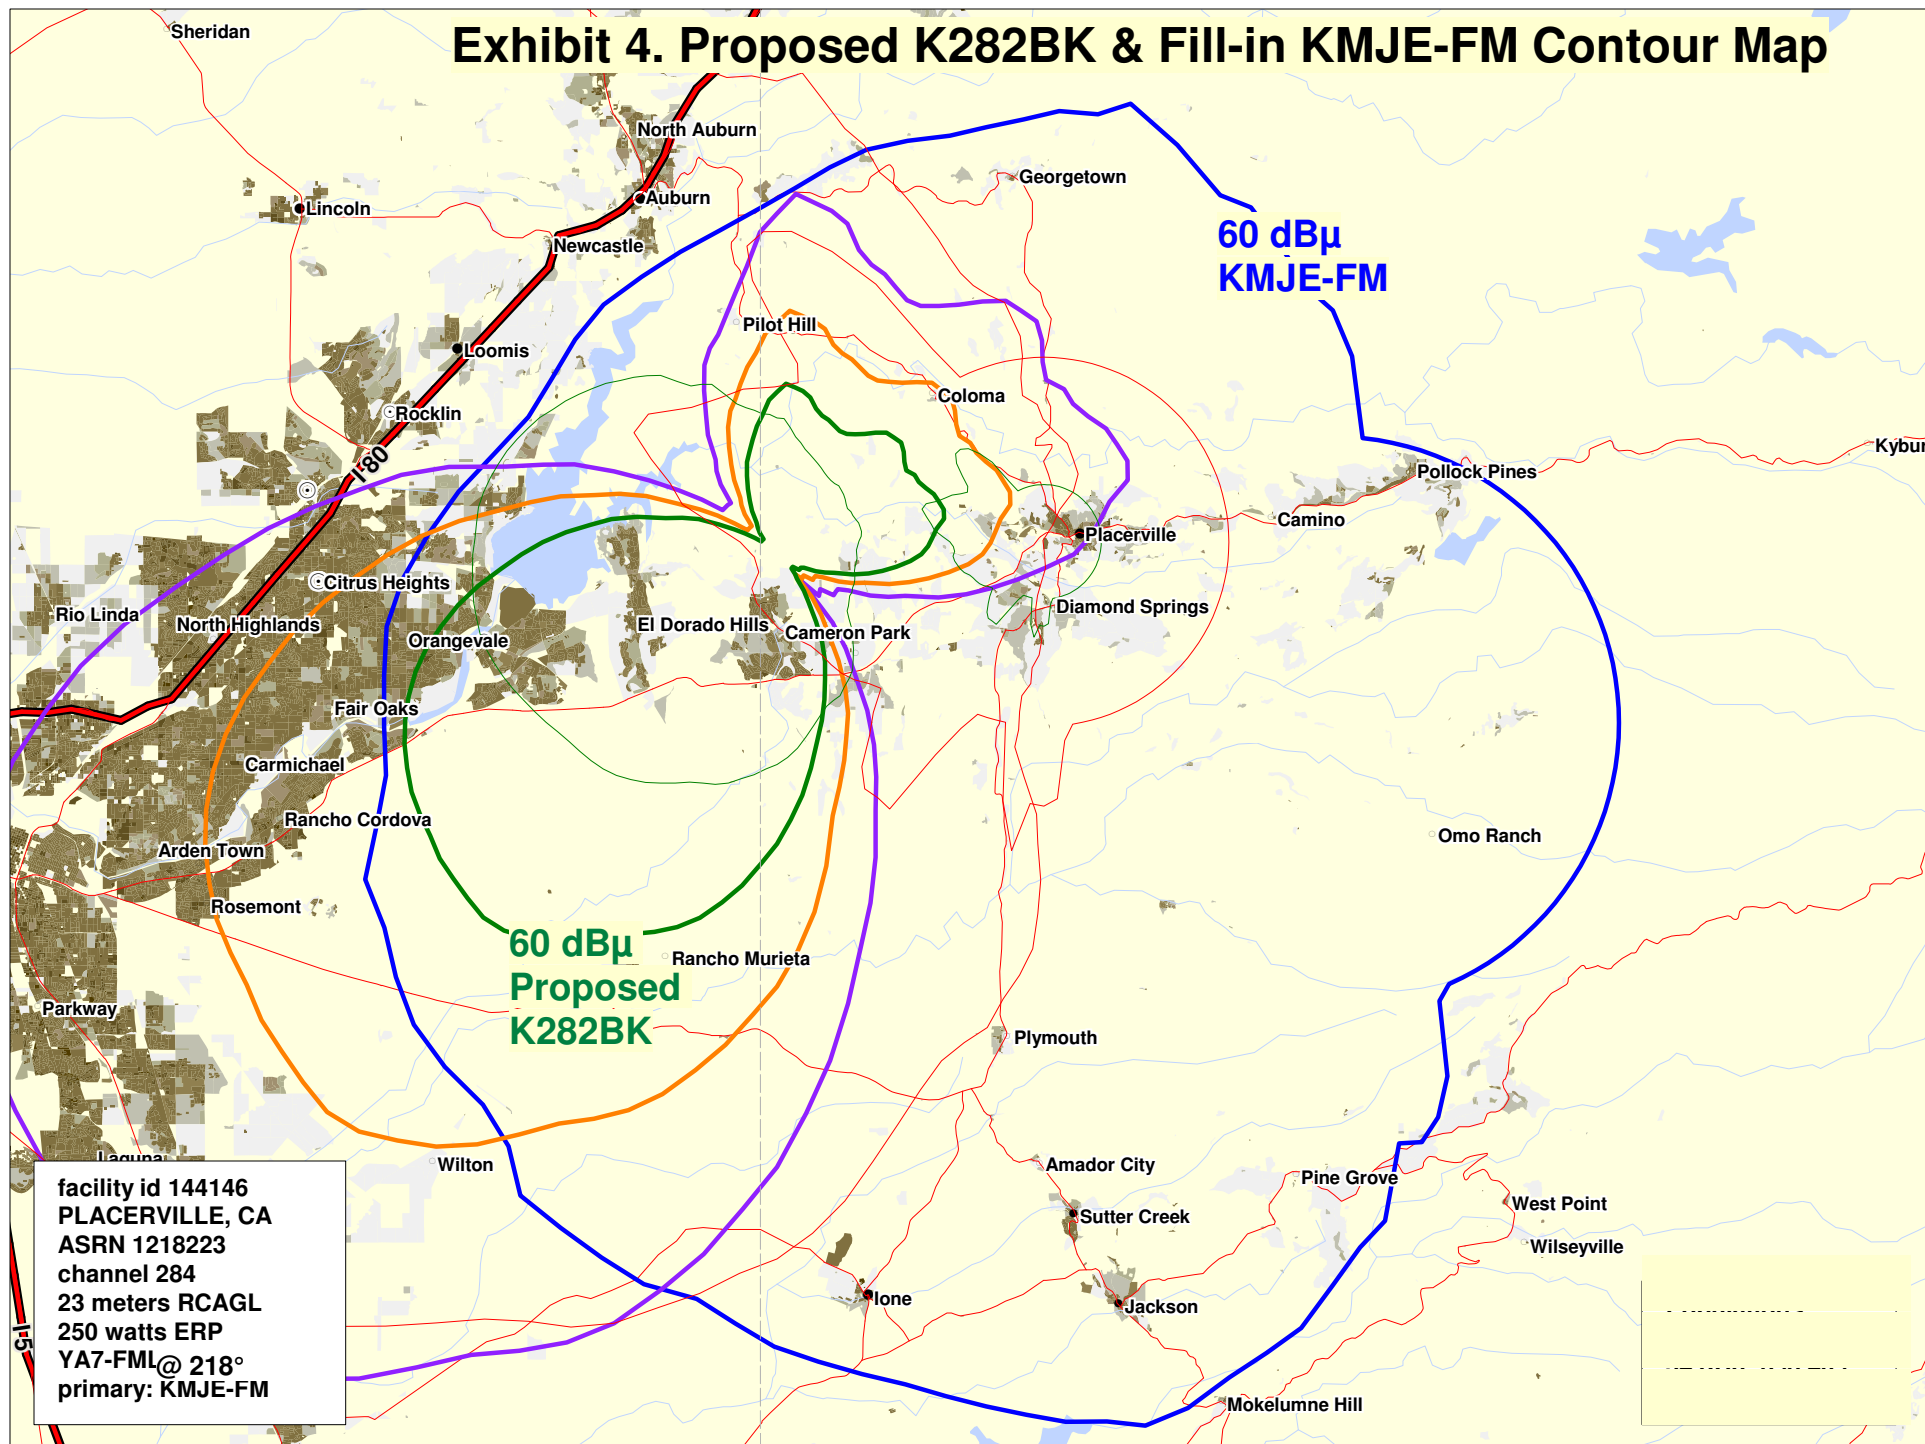 Exhibit 4. Proposed K282BK & Fill-in KMJE-FM Contour Map
Sheridan
North Auburn
Georgetown
Auburn
Lincoln
60 dBµ
KMJE-FM
Newcastle
Pilot Hill
Loomis
Coloma
Rocklin
I 80
Pollock Pines
Camino
Placerville
Citrus Heights
Diamond Springs
Rio Linda
North Highlands
El Dorado Hills
Cameron Park
Orangevale
Fair Oaks
Carmichael
Rancho Cordova
Omo Ranch
Arden Town
Rosemont
60 dBµ
Proposed
K282BK
Rancho Murieta
Parkway
Plymouth
Laguna
Wilton
Amador City
Pine Grove
West Point
Sutter Creek
Wilseyville
Ione
Jackson
Mokelumne Hill
I 5
facility id 144146
PLACERVILLE, CA
ASRN 1218223
channel 284
23 meters RCAGL
250 watts ERP
YA7-FML@ 218°
primary: KMJE-FM